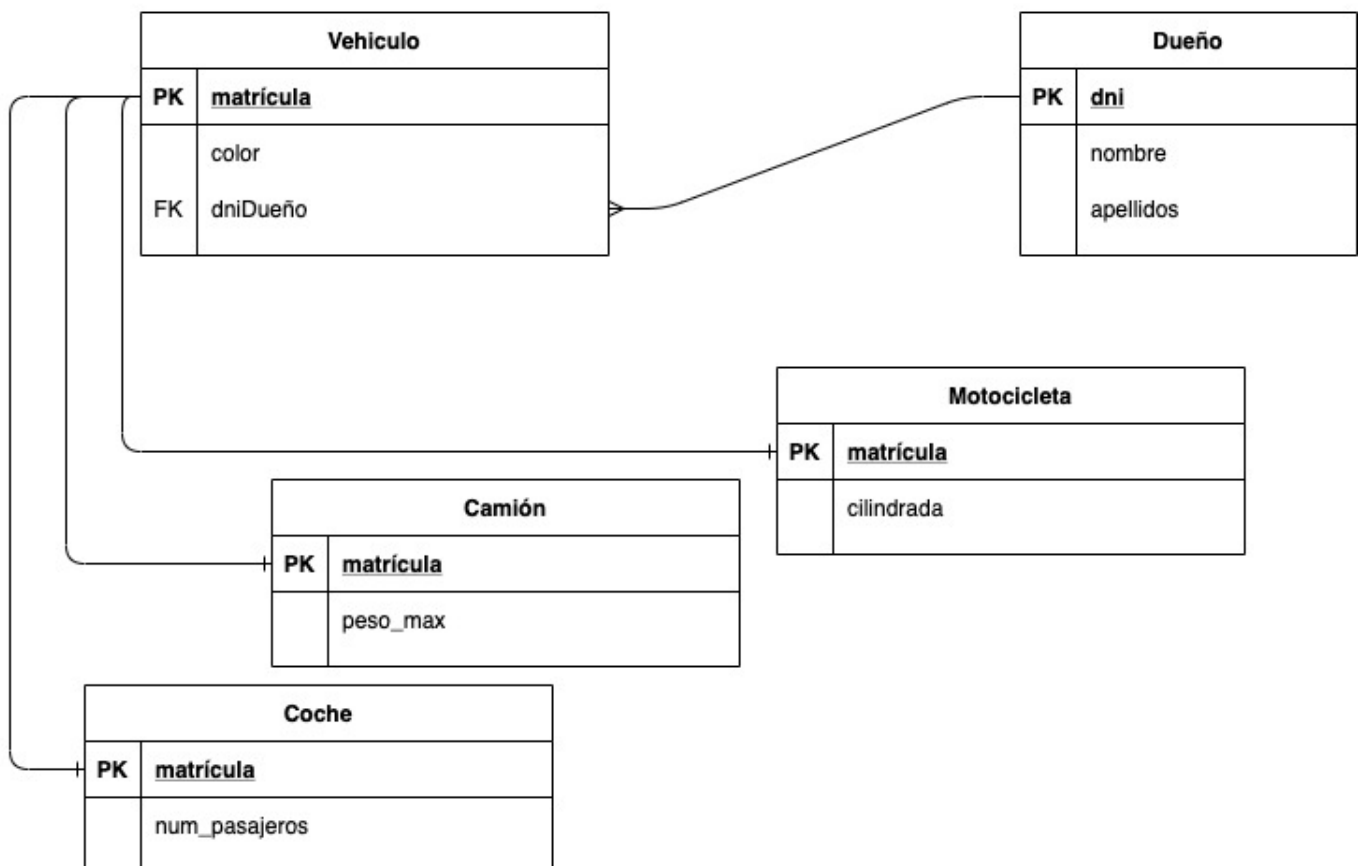 Vehiculo
PK matrícula
color
FK dniDueño
Dueño
PK dni
nombre
apellidos
Motocicleta
PK matrícula
cilindrada
Camión
PK matrícula
peso_max
Coche
PK matrícula
num_pasajeros